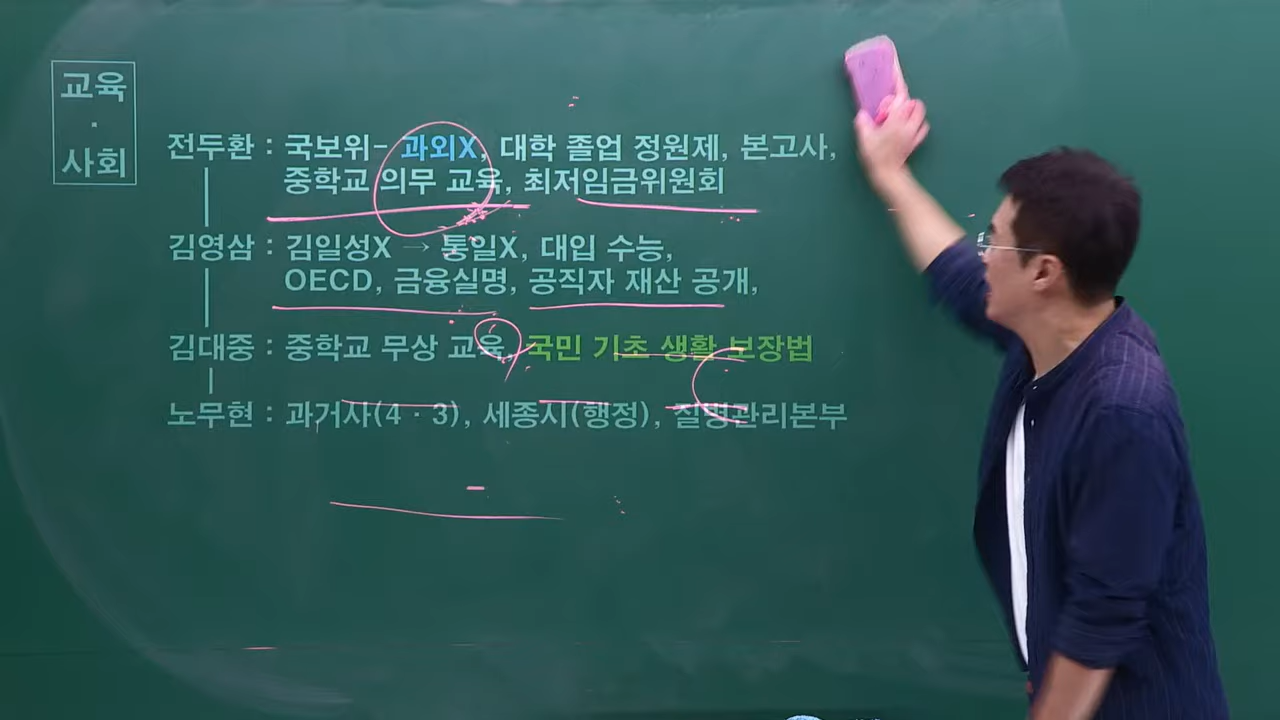 교육
·
사회
전두환 : 국보위- 과외X, 대학 졸업 정원제, 본고사,
중학교 의무 교육, 최저임금위원회
김영삼 : 김일성X → 통일X, 대입 수능,
OECD, 금융실명, 공직자 재산 공개,
김대중 : 중학교 무상 교육, 국민 기초 생활 보장법
노무현 : 과거사(4 · 3), 세종시(행정), 질병관리본부